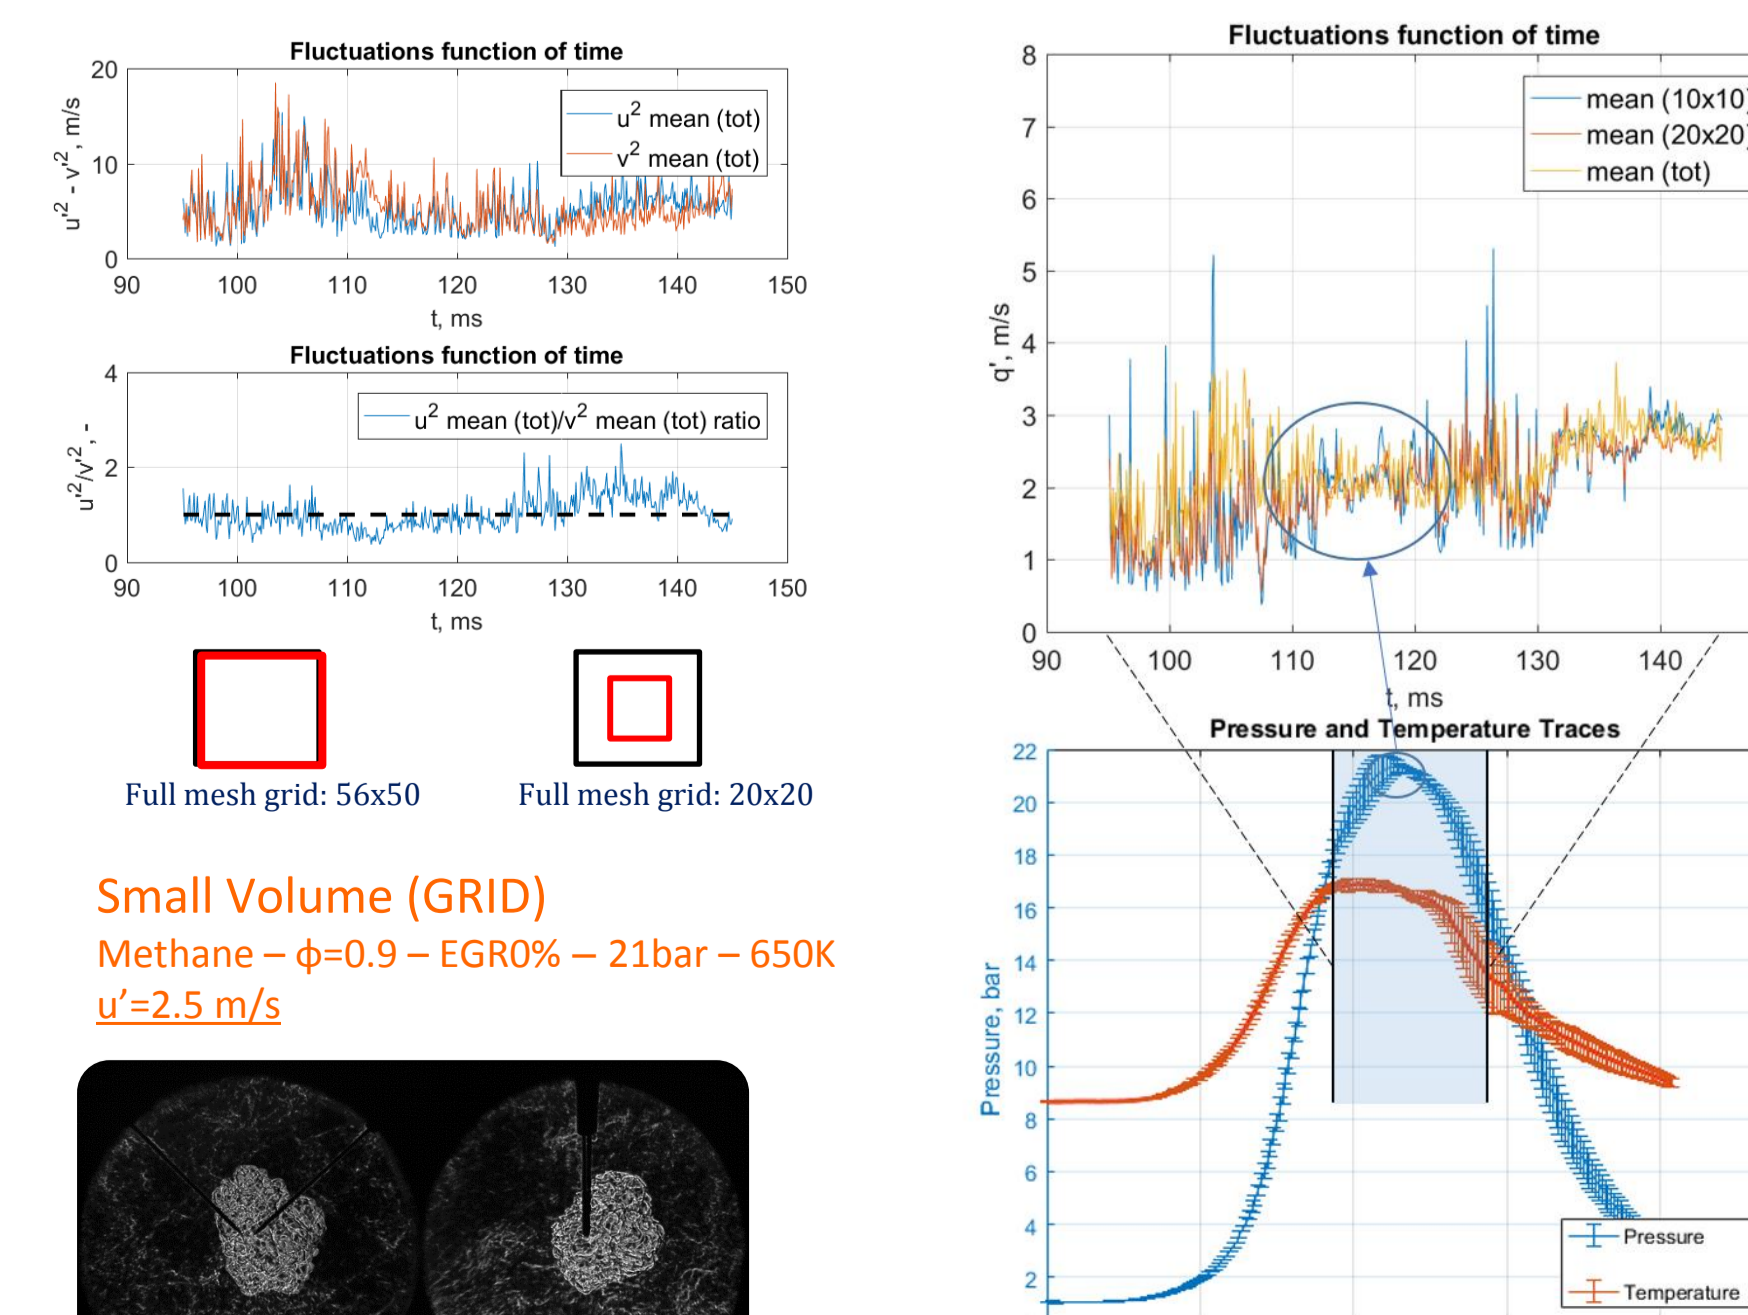 Fluctuations function of time
20
10
0
u'² - v'², m/s
u² mean (tot)
v² mean (tot)
90 100 110 120 130 140 150
t, ms
Fluctuations function of time
4
2
0
u'²/v'², -
u² mean (tot)/v² mean (tot) ratio
90 100 110 120 130 140 150
t, ms
Full mesh grid: 56x50
Full mesh grid: 20x20
Small Volume (GRID)
Methane – ϕ=0.9 – EGR0% – 21bar – 650K
u’=2.5 m/s
Fluctuations function of time
8
7
6
5
4
3
2
1
0
q', m/s
mean (10x10)
mean (20x20)
mean (tot)
90 100 110 120 130 140
t, ms
Pressure and Temperature Traces
22
20
18
16
14
12
10
8
6
4
2
Pressure, bar
Pressure
Temperature